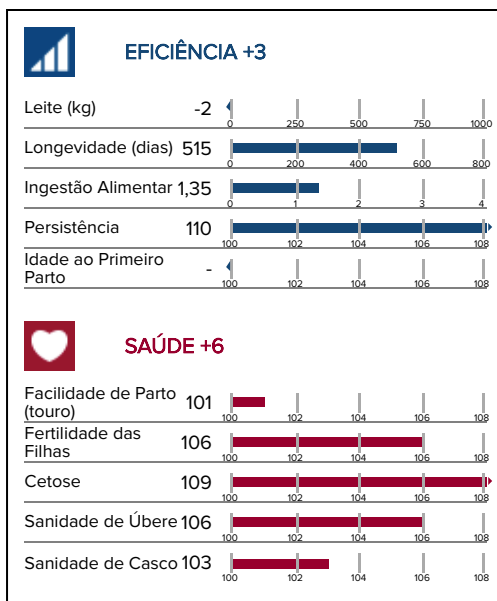 EFICIÊNCIA +3
Leite (kg) -2
0 250 500 750 1000
Longevidade (dias) 515
0 200 400 600 800
Ingestão Alimentar 1,35
0 1 2 3 4
Persistência 110
100 102 104 106 108
Idade ao Primeiro
Parto -
100 102 104 106 108
SAÚDE +6
Facilidade de Parto
(touro) 101
100 102 104 106 108
Fertilidade das
Filhas 106
100 102 104 106 108
Cetose 109
100 102 104 106 108
Sanidade de Úbere 106
100 102 104 106 108
Sanidade de Casco 103
100 102 104 106 108